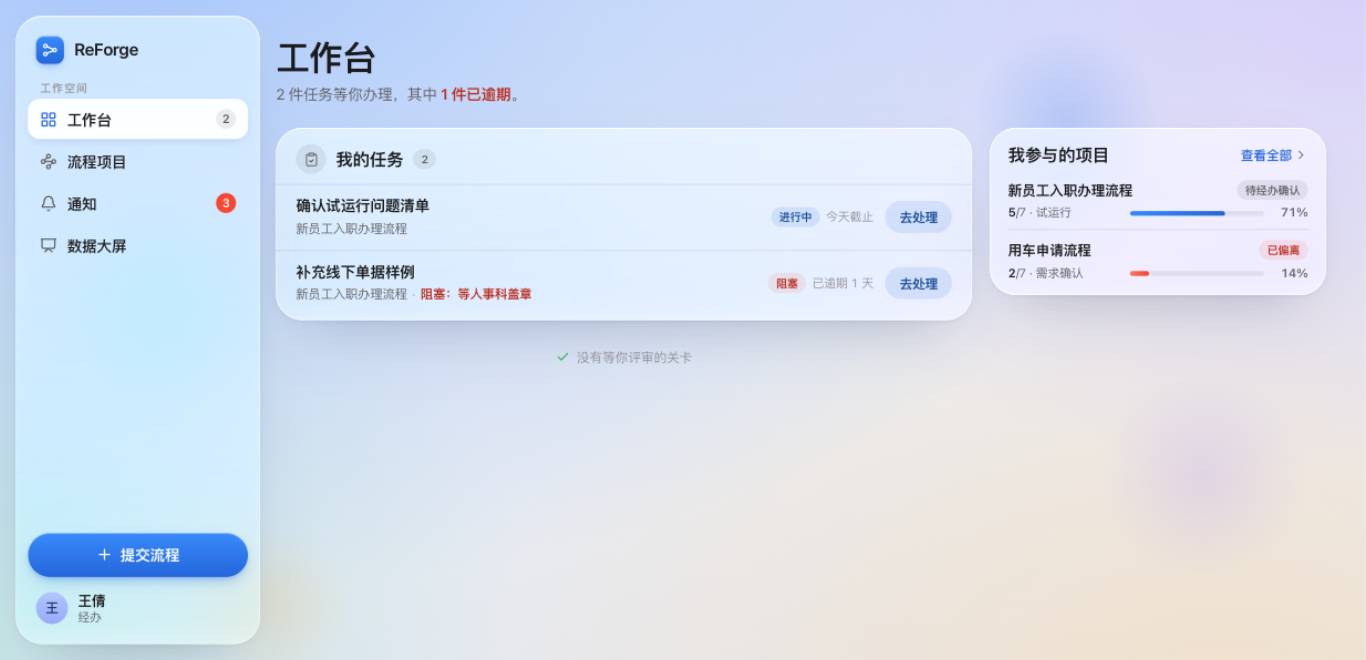 ReForge
工作空间
工作台 2
流程项目
通知 3
数据大屏
+ 提交流程
王 王倩
经办
工作台
2 件任务等你办理，其中 1 件已逾期。
我的任务 2
确认试运行问题清单
新员工入职办理流程
进行中 今天截止 去处理
补充线下单据样例
新员工入职办理流程 · 阻塞：等人事科盖章
阻塞 已逾期 1 天 去处理
没有等你评审的关卡
我参与的项目 查看全部
新员工入职办理流程 待经办确认
5/7 · 试运行 71%
用车申请流程 已偏离
2/7 · 需求确认 14%